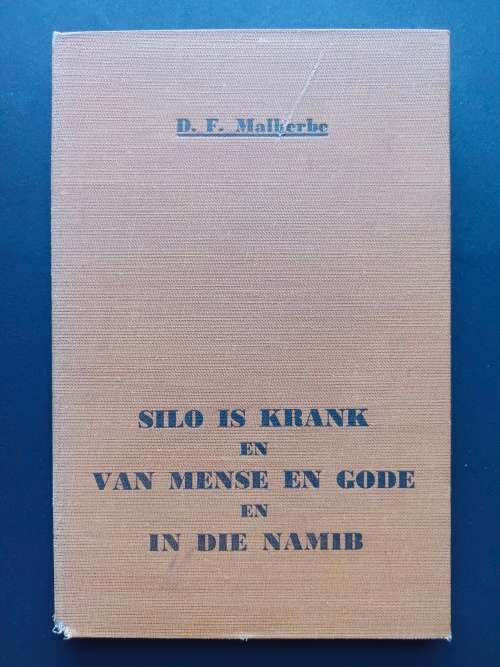 D. F. Malherbe
SILO IS KRANK
EN
VAN MENSE EN GODE
EN
IN DIE NAMIB